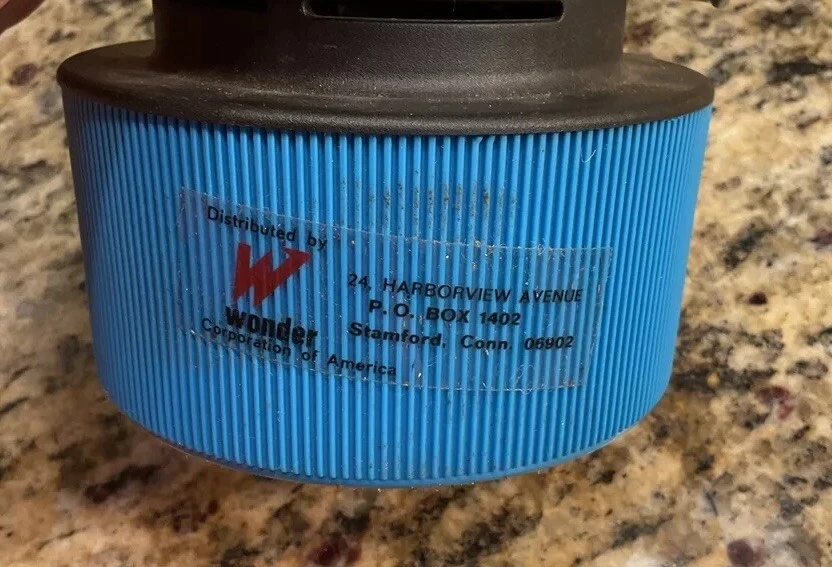 Distributed by
W
wonder
Corporation of America
24, HARBORVIEW AVENUE
P.O. BOX 1402
Stamford, Conn. 06902